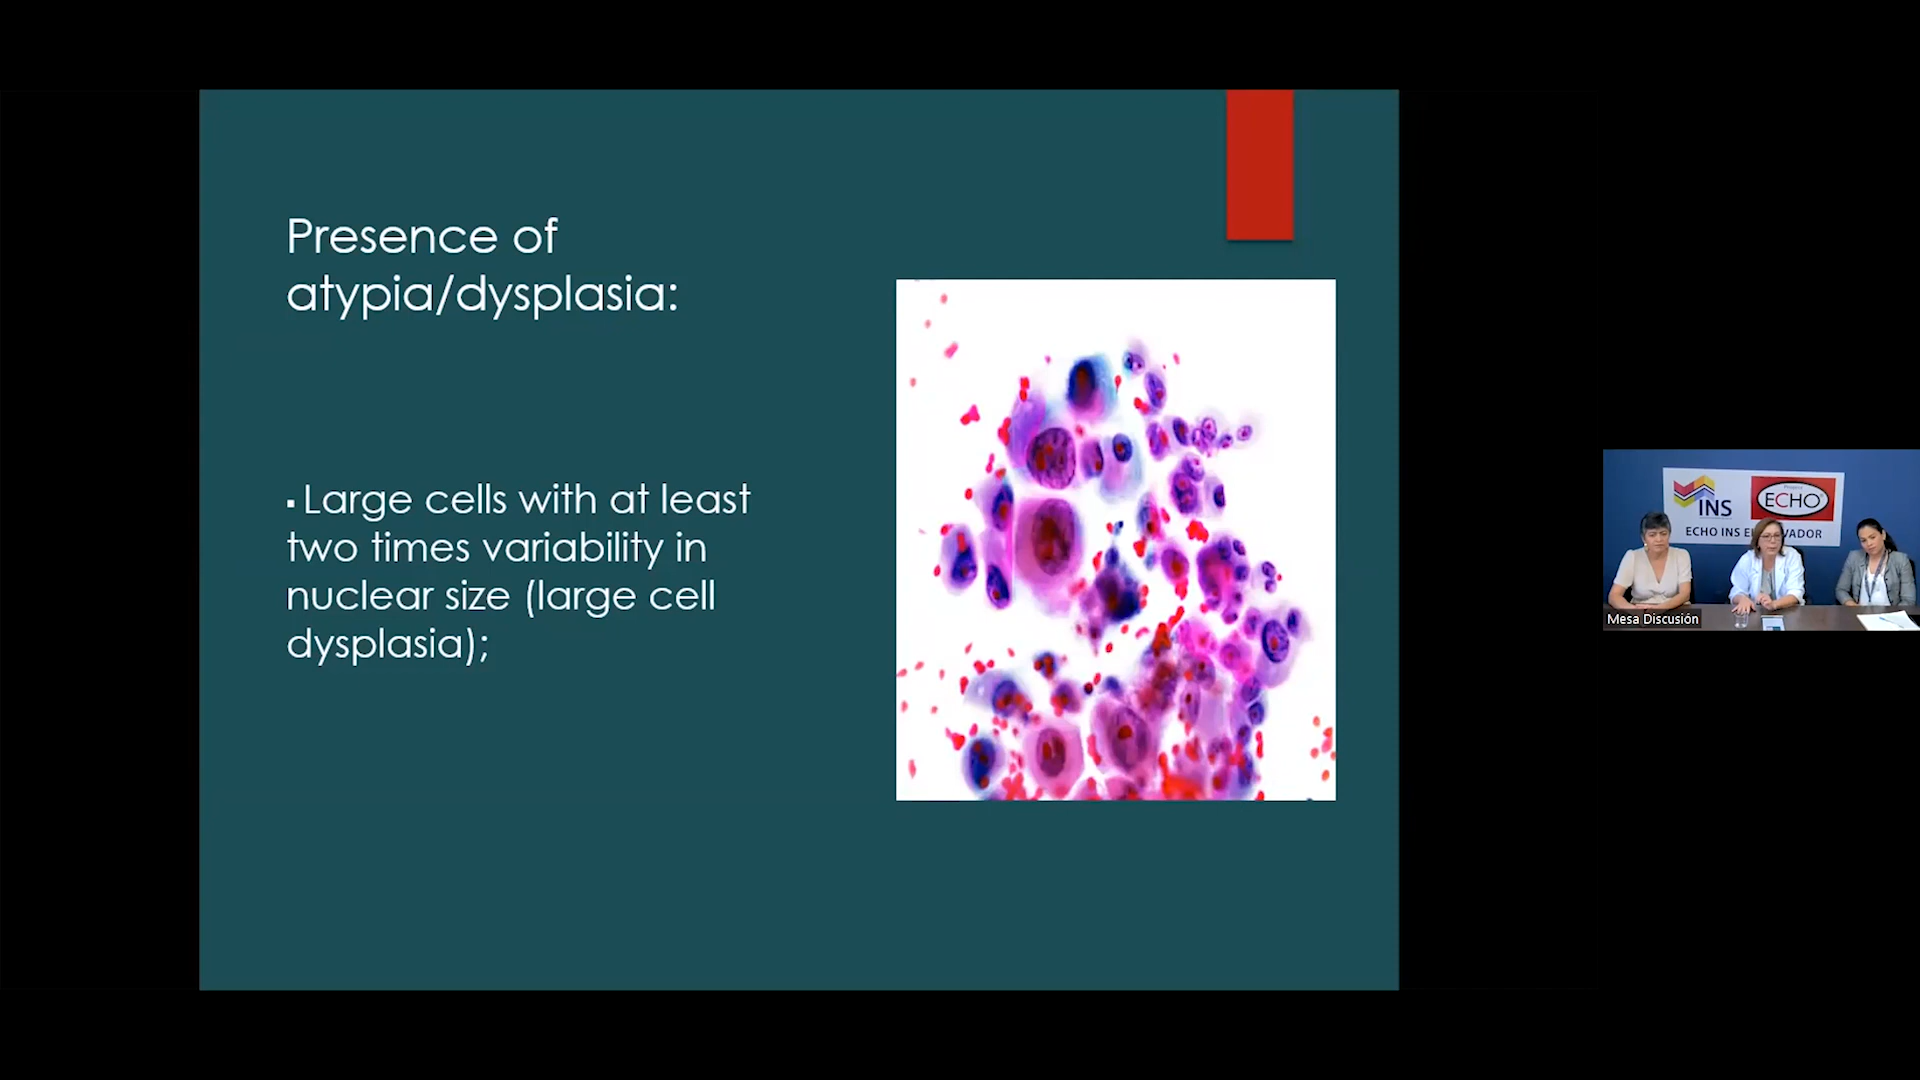 Presence of
atypia/dysplasia:
▪ Large cells with at least
two times variability in
nuclear size (large cell
dysplasia);
INS
ECHO
ECHO INS EL
VADOR
Mesa Discusión